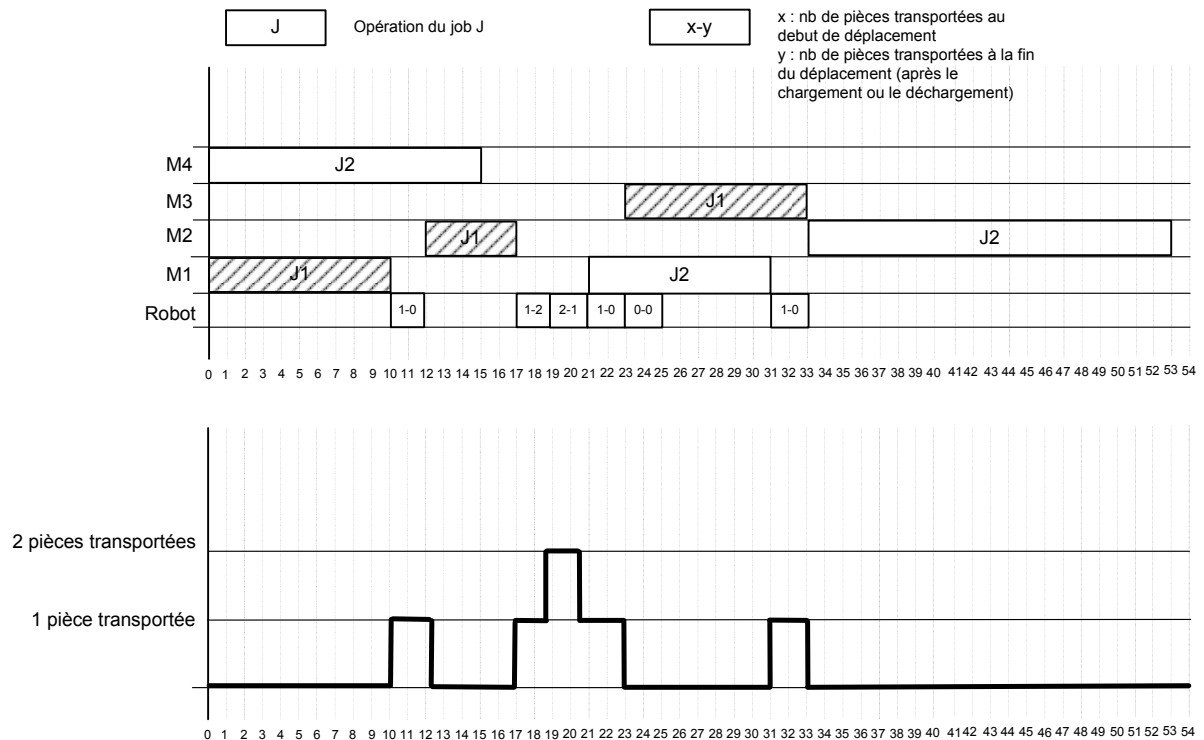 J
Opération du job J
x-y
x : nb de pièces transportées au
debut de déplacement
y : nb de pièces transportées à la fin
du déplacement (après le
chargement ou le déchargement)
M4
J2
M3
J1
M2
J1
J2
M1
J1
J2
Robot
1-0
1-2
2-1
1-0
0-0
1-0
0 1 2 3 4 5 6 7 8 9 10 11 12 13 14 15 16 17 18 19 20 21 22 23 24 25 26 27 28 29 30 31 32 33 34 35 36 37 38 39 40 41 42 43 44 45 46 47 48 49 50 51 52 53 54
2 pièces transportées
1 pièce transportée
0 1 2 3 4 5 6 7 8 9 10 11 12 13 14 15 16 17 18 19 20 21 22 23 24 25 26 27 28 29 30 31 32 33 34 35 36 37 38 39 40 41 42 43 44 45 46 47 48 49 50 51 52 53 54